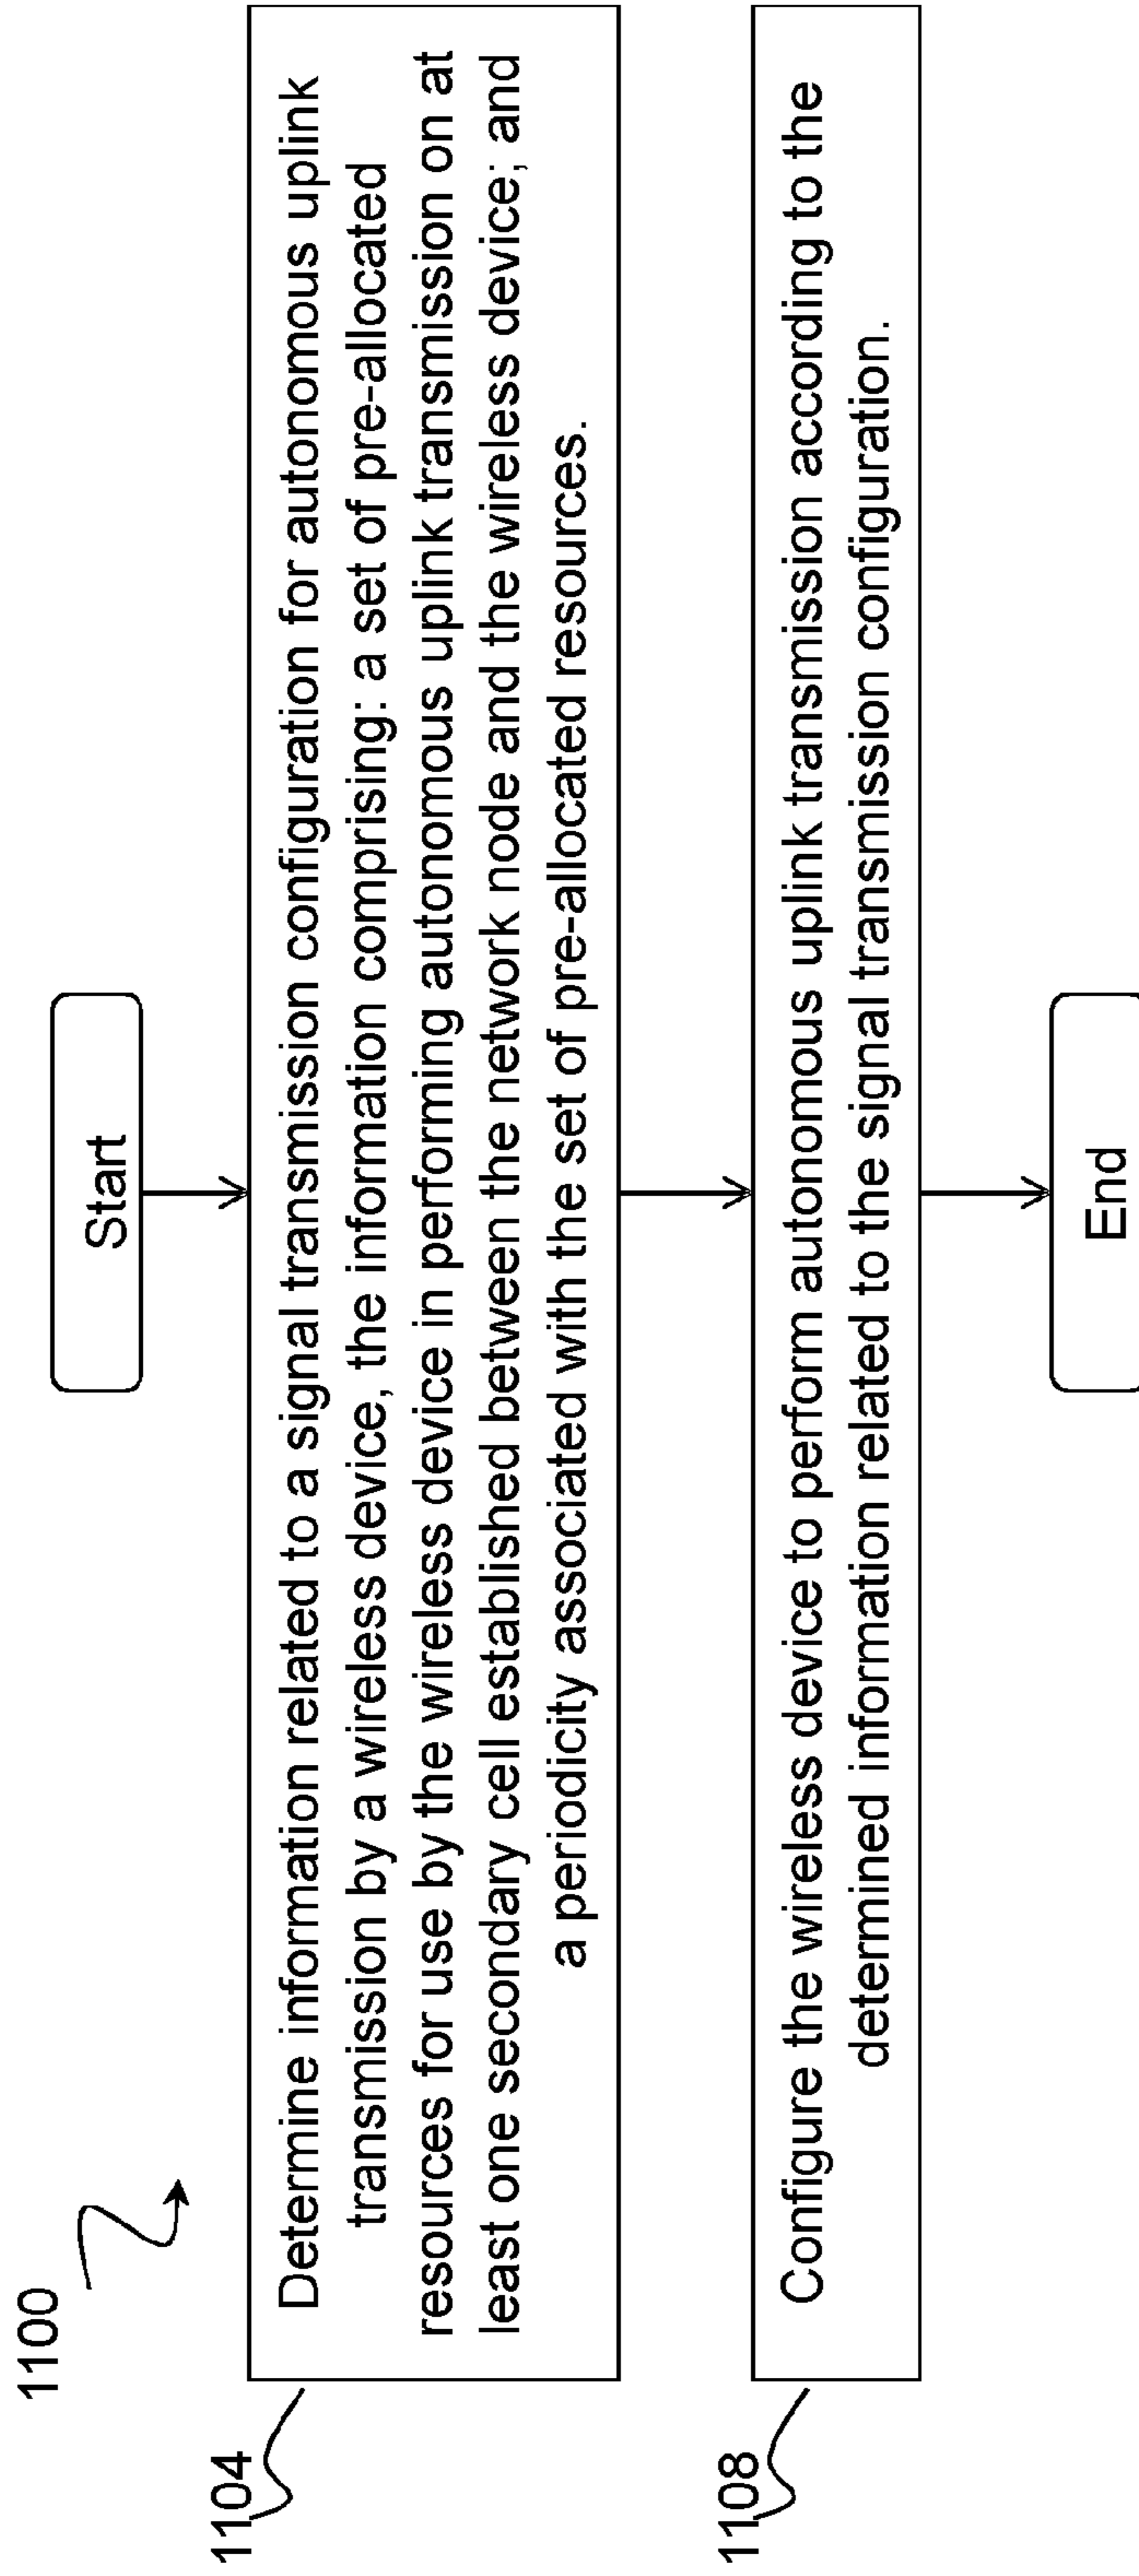 1100
Start
1104
Determine information related to a signal transmission configuration for autonomous uplink
transmission by a wireless device, the information comprising: a set of pre-allocated
resources for use by the wireless device in performing autonomous uplink transmission on at
least one secondary cell established between the network node and the wireless device; and
a periodicity associated with the set of pre-allocated resources.
1108
Configure the wireless device to perform autonomous uplink transmission according to the
determined information related to the signal transmission configuration.
End